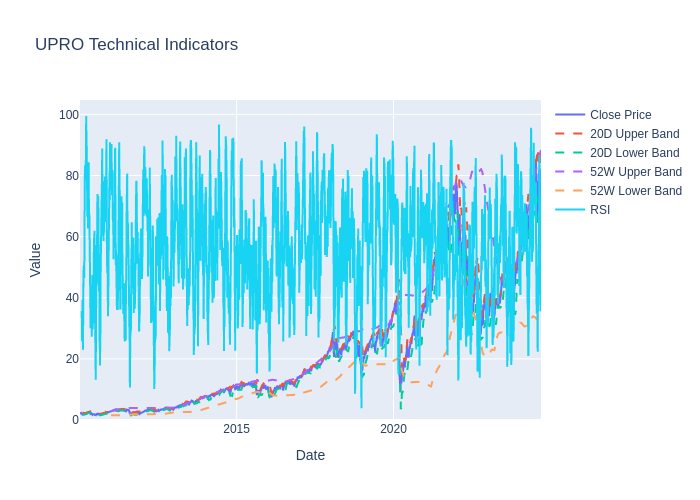 UPRO Technical Indicators
100
80
60
40
20
0
2015
2020
Value
Date
Close Price
20D Upper Band
20D Lower Band
52W Upper Band
52W Lower Band
RSI